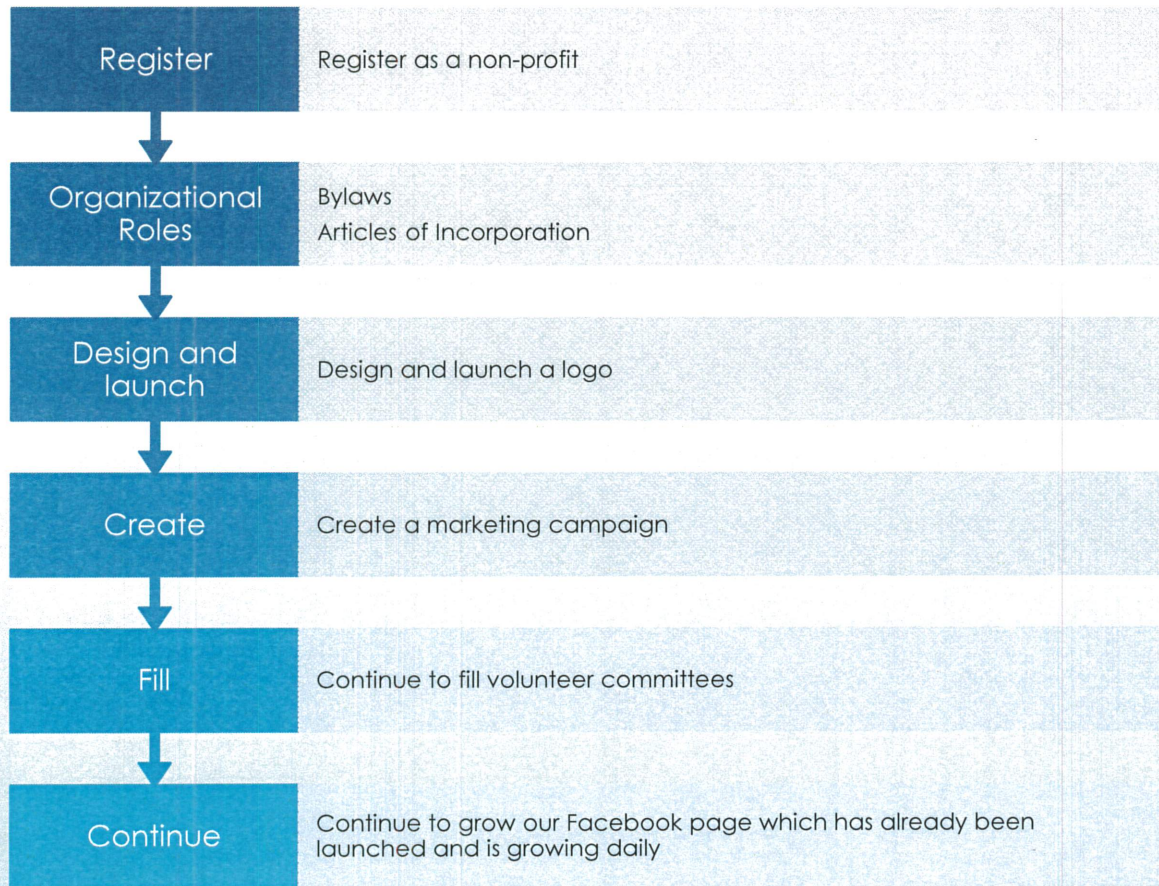 Register
Register as a non-profit
Organizational
Roles
Bylaws
Articles of Incorporation
Design and
launch
Design and launch a logo
Create
Create a marketing campaign
Fill
Continue to fill volunteer committees
Continue
Continue to grow our Facebook page which has already been
launched and is growing daily